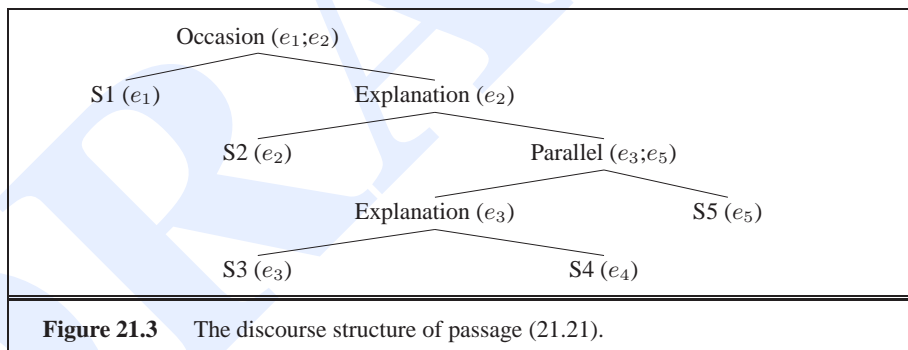 Occasion (e₁;e₂)
S1 (e₁) Explanation (e₂)
S2 (e₂) Parallel (e₃;e₅)
Explanation (e₃) S5 (e₅)
S3 (e₃) S4 (e₄)
Figure 21.3 The discourse structure of passage (21.21).